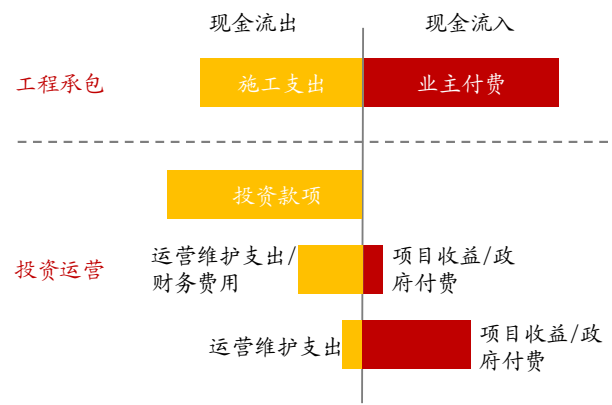 现金流出
现金流入
工程承包
施工支出
业主付费
投资款项
投资运营
运营维护支出/
财务费用
项目收益/政
府付费
运营维护支出
项目收益/政
府付费